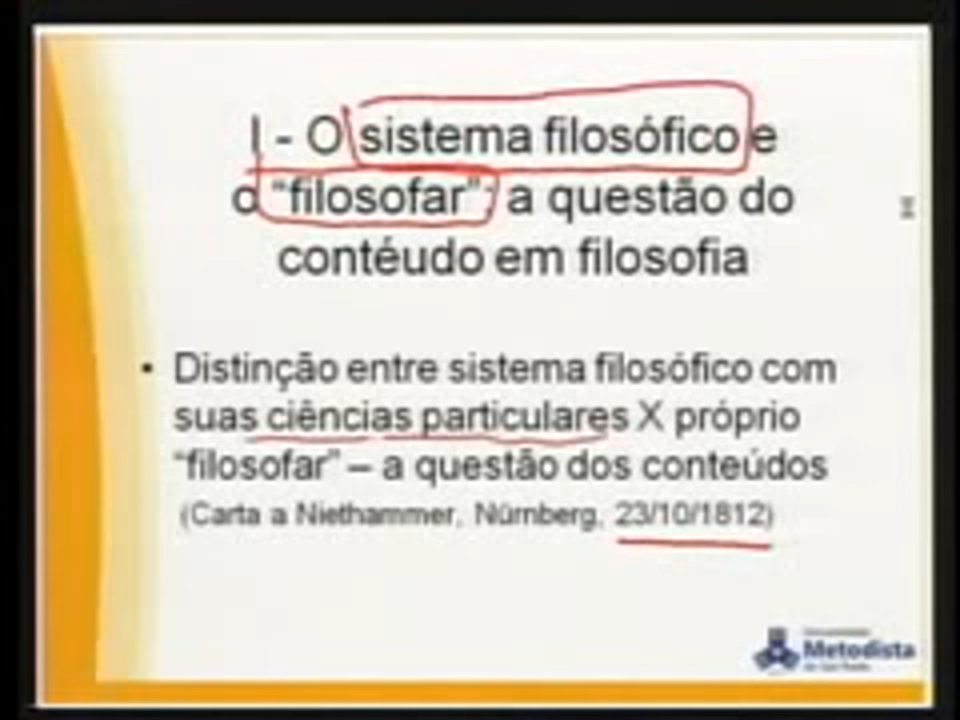 I - O sistema filosófico e
o "filosofar"; a questão do
contéudo em filosofia
• Distinção entre sistema filosófico com
suas ciências particulares X próprio
"filosofar" – a questão dos conteúdos
(Carta a Niethammer, Nürnberg, 23/10/1812)
Metodista